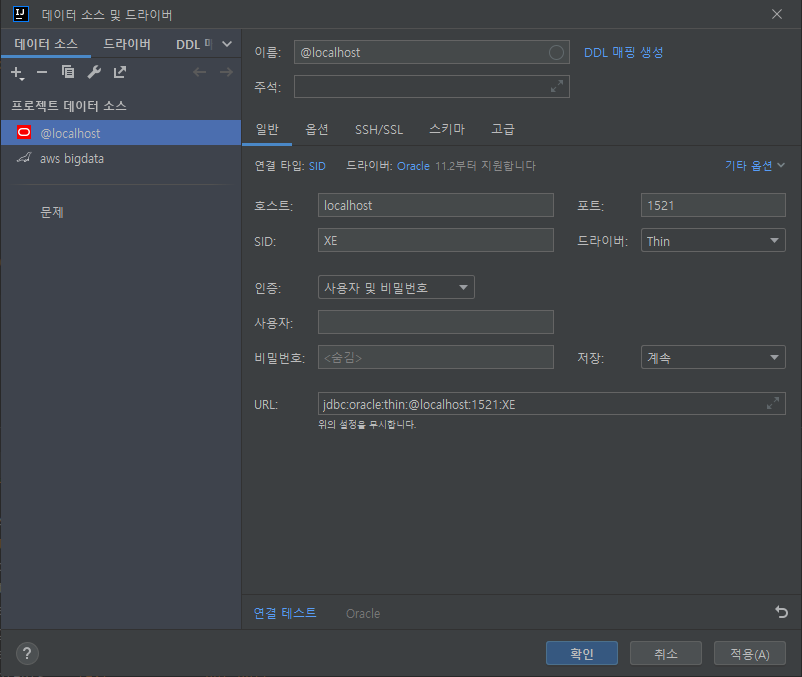 데이터 소스 및 드라이버
데이터 소스 드라이버 DDL
프로젝트 데이터 소스
@localhost
aws bigdata
문제
이름: @localhost DDL 매핑 생성
주석:
일반 옵션 SSH/SSL 스키마 고급
연결 타입: SID 드라이버: Oracle 11.2부터 지원합니다 기타 옵션
호스트: localhost 포트: 1521
SID: XE 드라이버: Thin
인증: 사용자 및 비밀번호
사용자:
비밀번호: <숨김> 저장: 계속
URL: jdbc:oracle:thin:@localhost:1521:XE
위의 설정을 무시합니다.
연결 테스트 Oracle
? 확인 취소 적용(A)